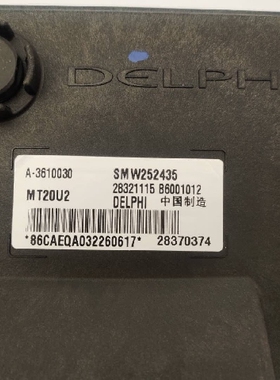 DELPHI
A-3610030 SMW252435
28321115 B6001012
MT20U2 DELPHI 中国制造
*86CAEQA032260617* 28370374